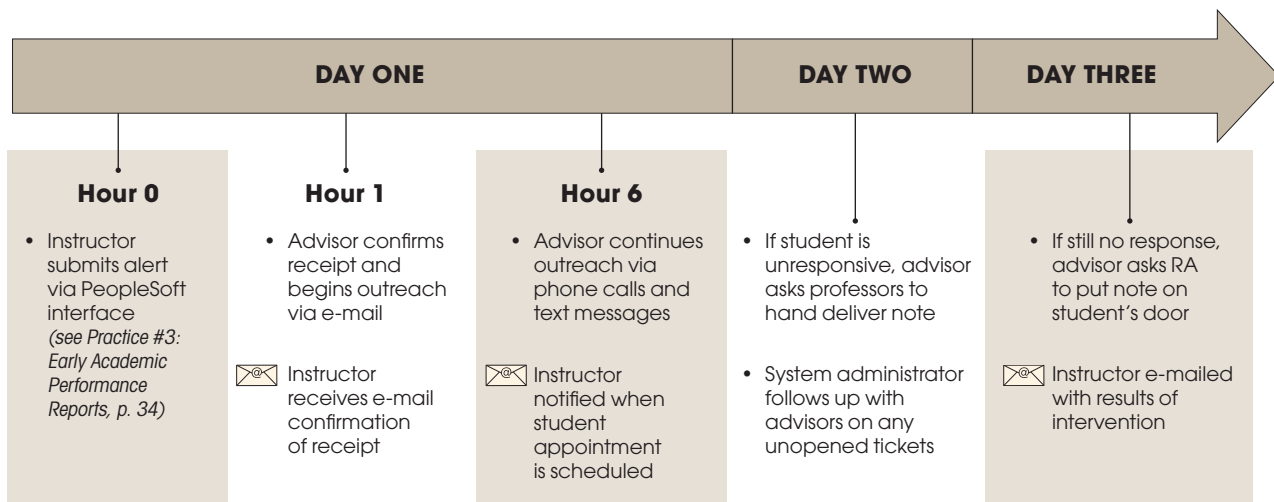 DAY ONE
DAY TWO
DAY THREE
Hour 0
• Instructor
submits alert
via PeopleSoft
interface
(see Practice #3:
Early Academic
Performance
Reports, p. 34)
Hour 1
• Advisor confirms
receipt and
begins outreach
via e-mail
@ Instructor
receives e-mail
confirmation
of receipt
Hour 6
• Advisor continues
outreach via
phone calls and
text messages
@ Instructor
notified when
student
appointment
is scheduled
• If student is
unresponsive, advisor
asks professors to
hand deliver note
• System administrator
follows up with
advisors on any
unopened tickets
• If still no response,
advisor asks RA
to put note on
student’s door
@ Instructor e-mailed
with results of
intervention